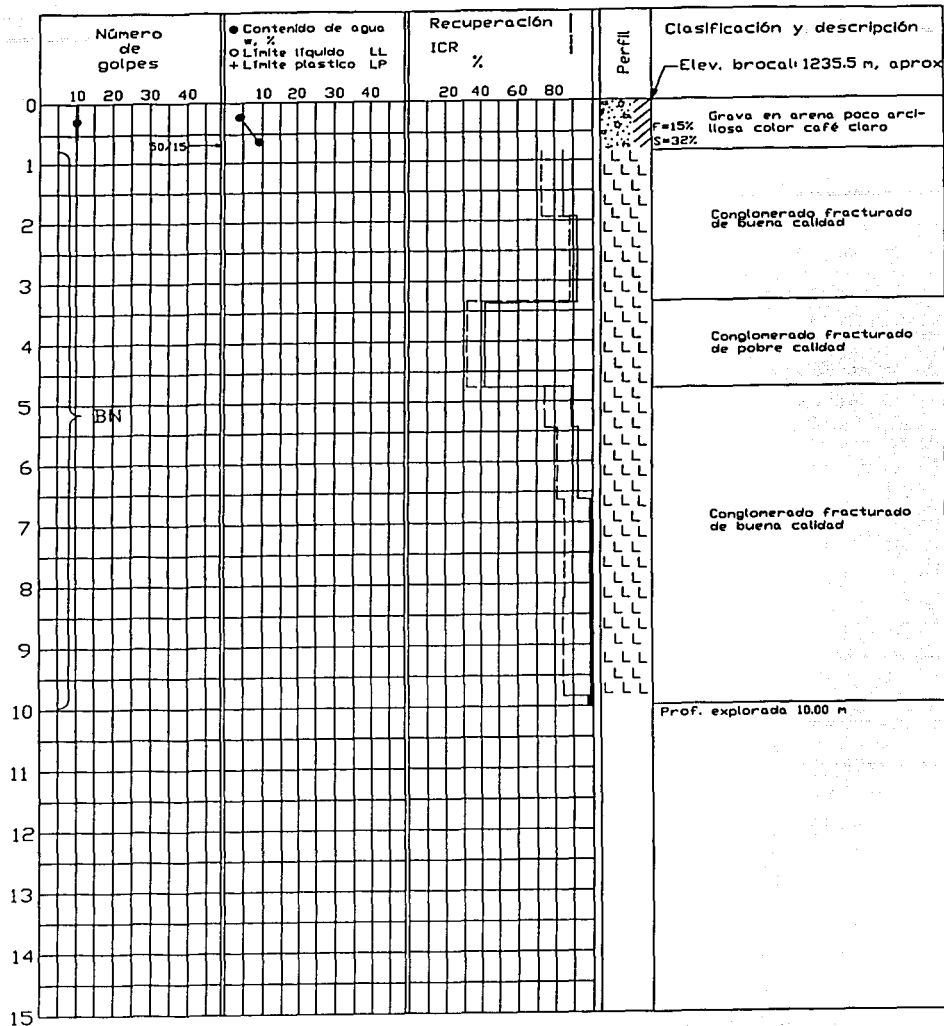 Número
de
golpes
● Contenido de agua
w, %
○ Límite líquido LL
+ Límite plastico LP
Recuperación
ICR
%
Perfil
Clasificación y descripción
Elev. brocal: 1235.5 m, aprox
10 20 30 40
10 20 30 40
20 40 60 80
0
1
2
3
4
5
6
7
8
9
10
11
12
13
14
15
50/15
BN
F=15%
S=32%
Grava en arena poco arci-
llosa color café claro
Conglomerado fracturado
de buena calidad
Conglomerado fracturado
de pobre calidad
Conglomerado fracturado
de buena calidad
Prof. explorada 10.00 m